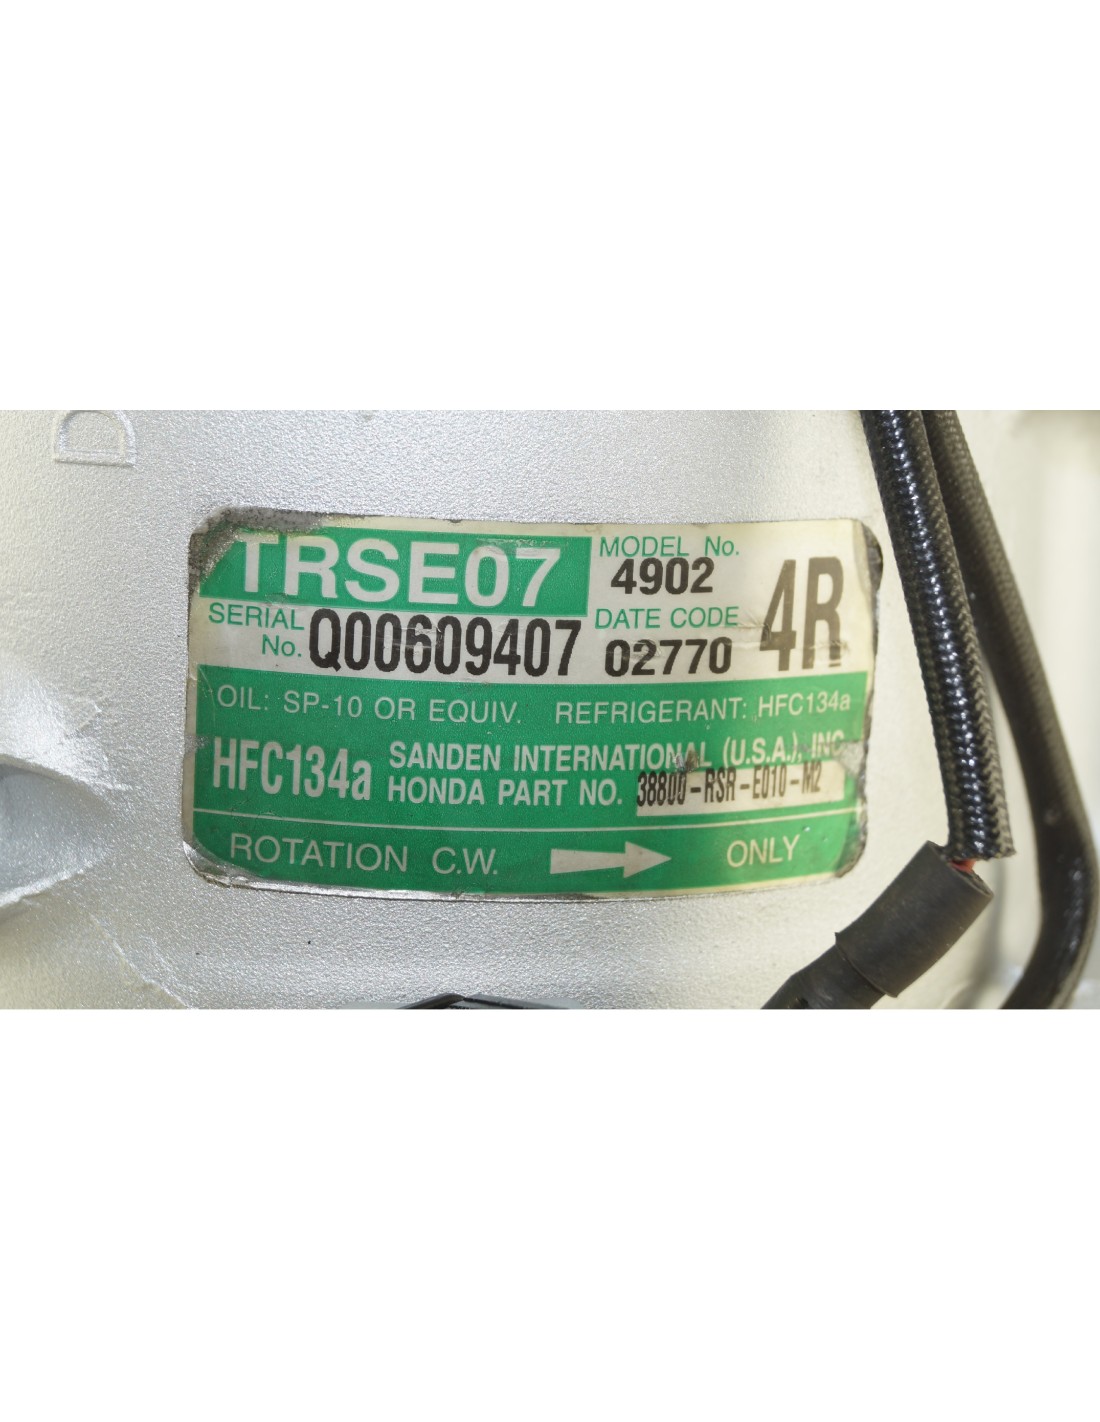 D
TRSE07
MODEL No.
4902
4R
SERIAL
No. Q00609407
DATE CODE
02770
OIL: SP-10 OR EQUIV. REFRIGERANT: HFC134a
HFC134a
SANDEN INTERNATIONAL (U.S.A.), INC.
HONDA PART NO. 38800-RSR-E010-M2
ROTATION C.W. ONLY